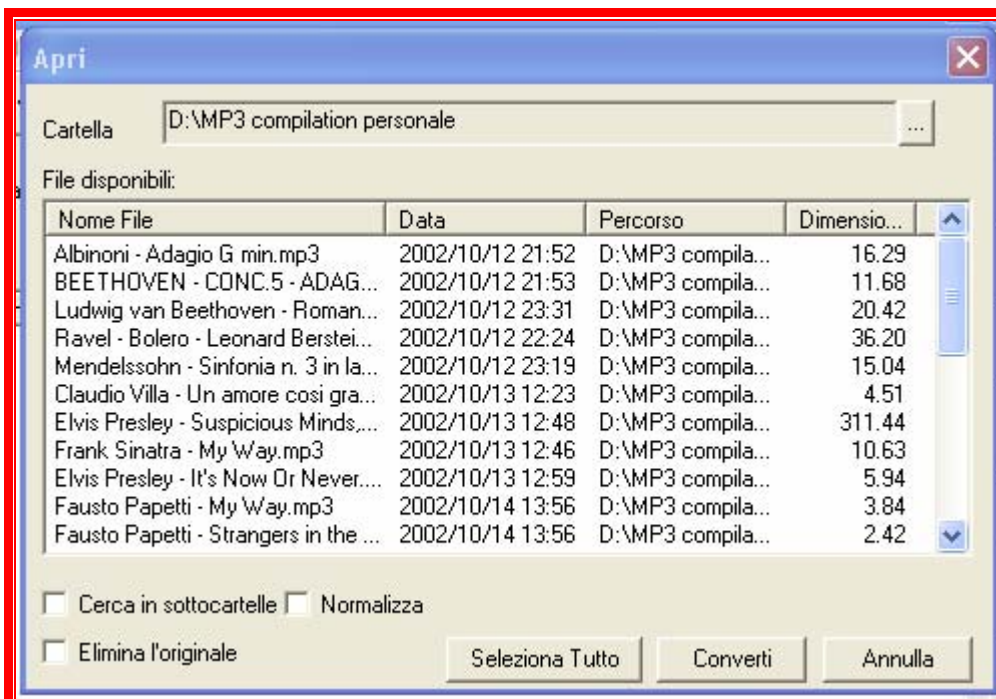 Apri
Cartella D:\MP3 compilation personale ...
File disponibili:
Nome File Data Percorso Dimensio...
Albinoni - Adagio G min.mp3 2002/10/12 21:52 D:\MP3 compila... 16.29
BEETHOVEN - CONC.5 - ADAG... 2002/10/12 21:53 D:\MP3 compila... 11.68
Ludwig van Beethoven - Roman... 2002/10/12 23:31 D:\MP3 compila... 20.42
Ravel - Bolero - Leonard Berstei... 2002/10/12 22:24 D:\MP3 compila... 36.20
Mendelssohn - Sinfonia n. 3 in la... 2002/10/12 23:19 D:\MP3 compila... 15.04
Claudio Villa - Un amore cosi gra... 2002/10/13 12:23 D:\MP3 compila... 4.51
Elvis Presley - Suspicious Minds,... 2002/10/13 12:48 D:\MP3 compila... 311.44
Frank Sinatra - My Way.mp3 2002/10/13 12:46 D:\MP3 compila... 10.63
Elvis Presley - It's Now Or Never.... 2002/10/13 12:59 D:\MP3 compila... 5.94
Fausto Papetti - My Way.mp3 2002/10/14 13:56 D:\MP3 compila... 3.84
Fausto Papetti - Strangers in the ... 2002/10/14 13:56 D:\MP3 compila... 2.42
Cerca in sottocartelle Normalizza
Elimina l'originale Seleziona Tutto Converti Annulla